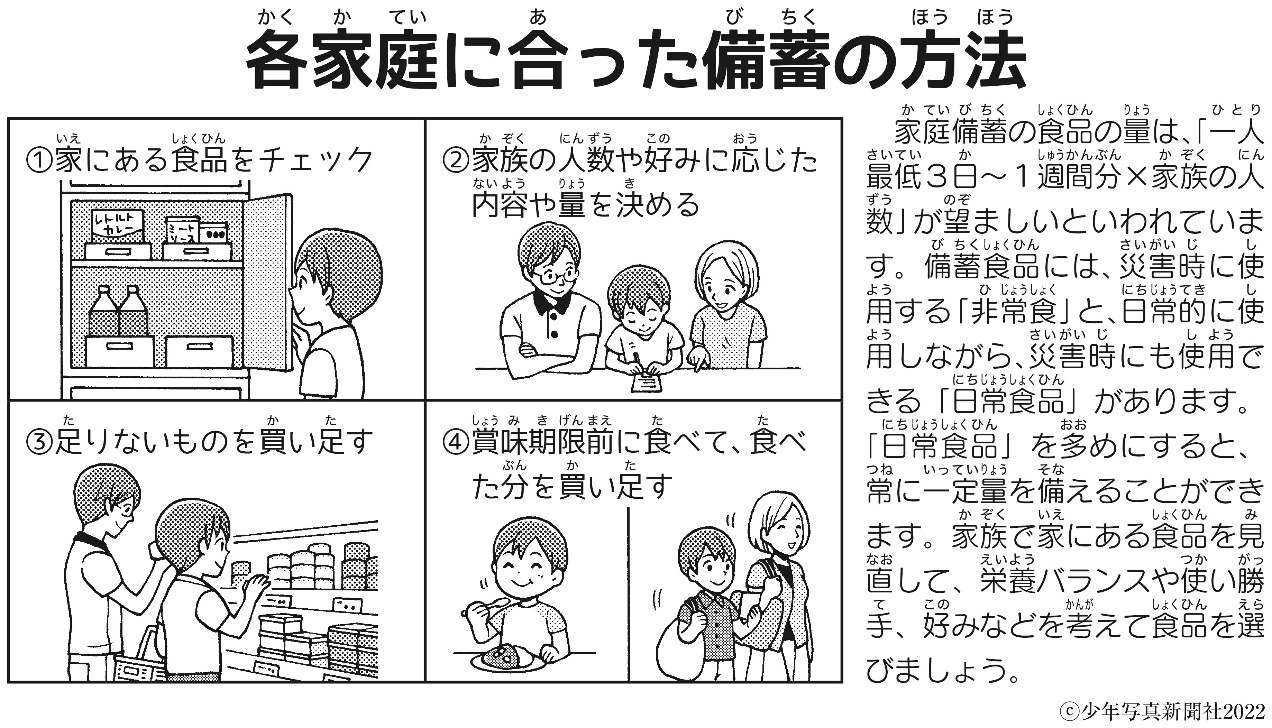 各家庭に合った備蓄の方法
①家にある食品をチェック
レトルト
カレー
ミート
ソース
②家族の人数や好みに応じた
内容や量を決める
③足りないものを買い足す
④賞味期限前に食べて、食べ
た分を買い足す
家庭備蓄の食品の量は、「一人
最低３日～１週間分×家族の人
数」が望ましいといわれていま
す。備蓄食品には、災害時に使
用する「非常食」と、日常的に使
用しながら、災害時にも使用で
きる「日常食品」があります。
「日常食品」を多めにすると、
常に一定量を備えることができ
ます。家族で家にある食品を見
直して、栄養バランスや使い勝
手、好みなどを考えて食品を選
びましょう。
©少年写真新聞社2022